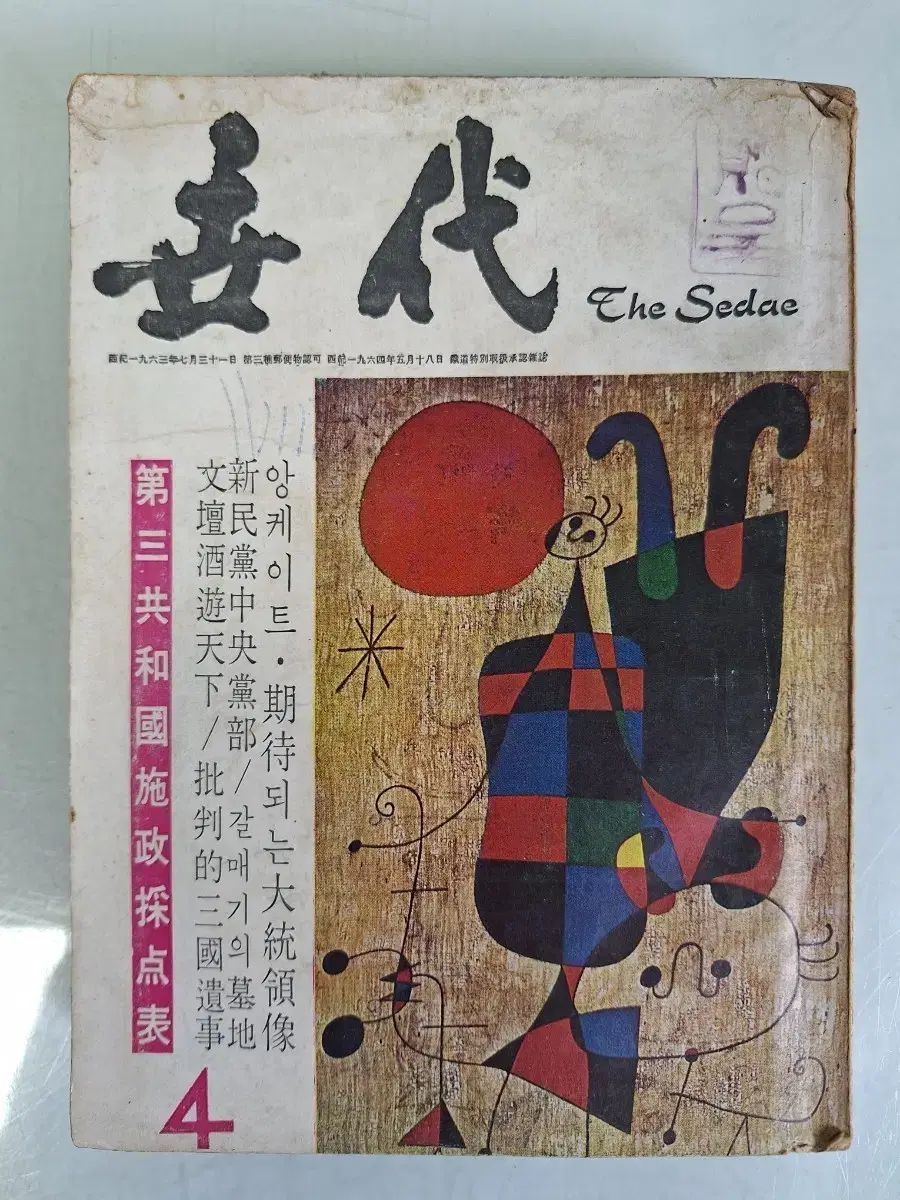 世代
The Sedae
西紀一九六三年七月三十一日 第三種郵便物認可 西紀一九六四年五月十八日 鐵道特別取扱承認雜誌
앙케이트·期待되는大統領像
新民黨中央黨部/갈매기의墓地
文壇酒遊天下/批判的三國遺事
第三共和國施政採点表
4